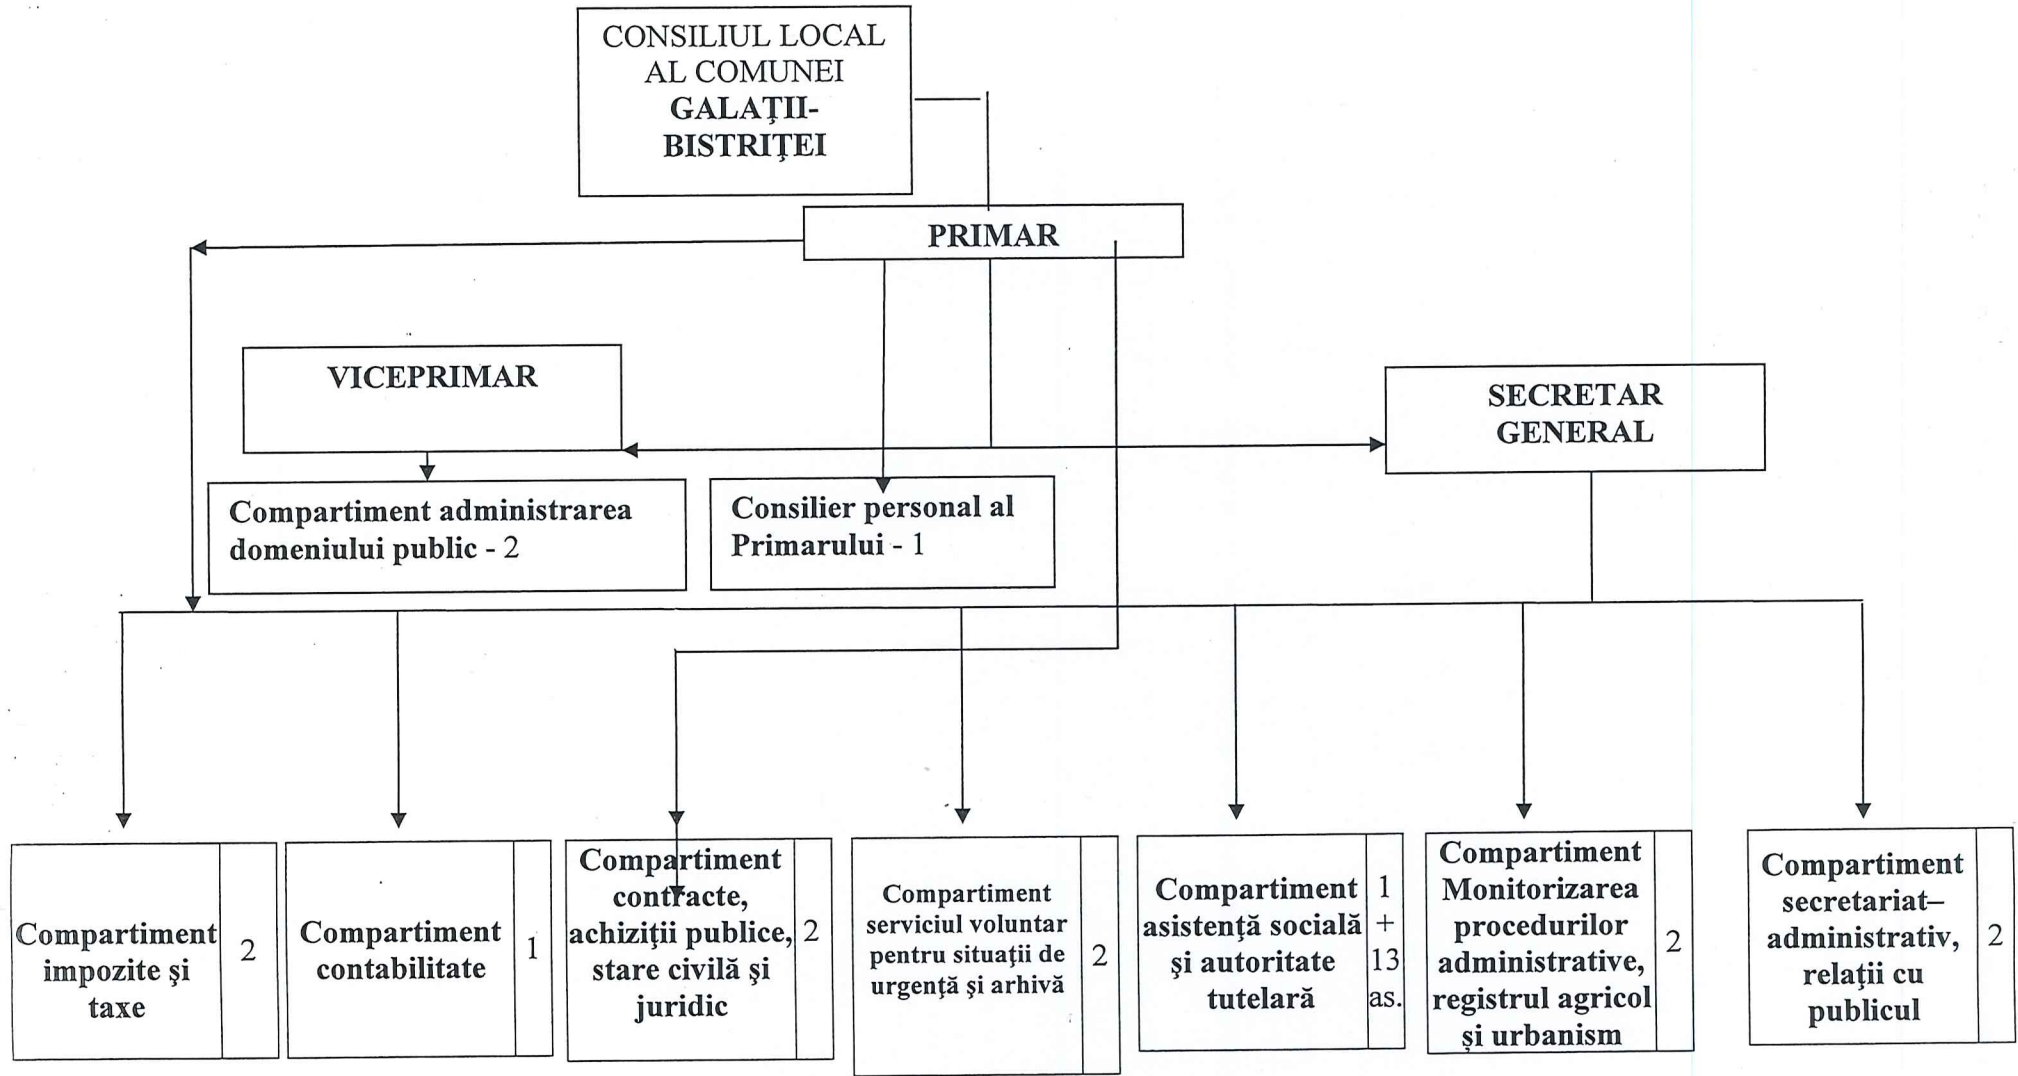 CONSILIUL LOCAL
AL COMUNEI
GALAŢII-
BISTRIŢEI
PRIMAR
VICEPRIMAR
SECRETAR
GENERAL
Compartiment administrarea
domeniului public - 2
Consilier personal al
Primarului - 1
Compartiment
impozite şi
taxe
2
Compartiment
contabilitate
1
Compartiment
contracte,
achiziţii publice,
stare civilă şi
juridic
2
Compartiment
serviciul voluntar
pentru situaţii de
urgenţă şi arhivă
2
Compartiment
asistenţă socială
şi autoritate
tutelară
1
+
13
as.
Compartiment
Monitorizarea
procedurilor
administrative,
registrul agricol
şi urbanism
2
Compartiment
secretariat–
administrativ,
relaţii cu
publicul
2